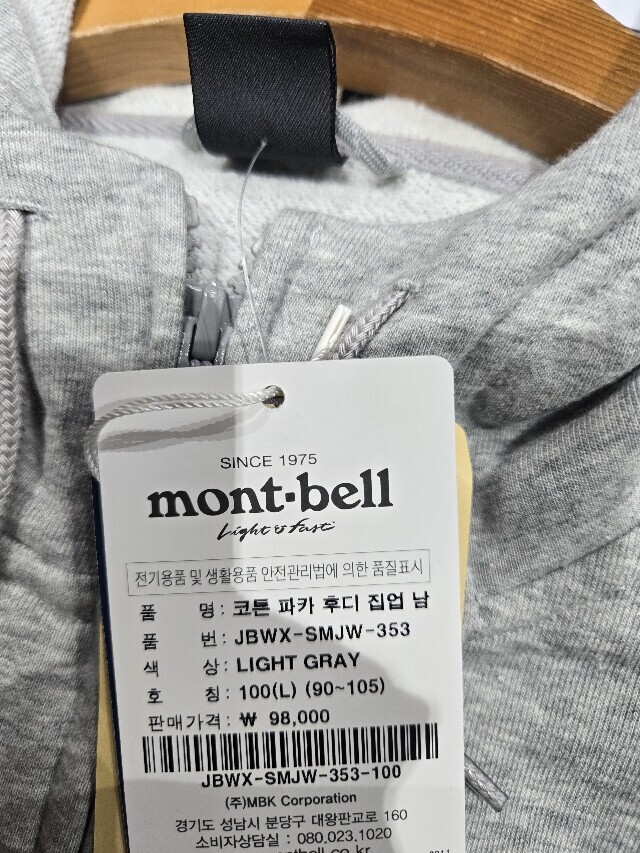 SINCE 1975
mont-bell
Light & Fast
전기용품 및 생활용품 안전관리법에 의한 품질표시
품 명 : 코튼 파카 후디 집업 남
품 번 : JBWX-SMJW-353
색 상 : LIGHT GRAY
호 칭 : 100(L) (90~105)
판매가격 : ₩ 98,000
JBWX-SMJW-353-100
(주)MBK Corporation
경기도 성남시 분당구 대왕판교로 160
소비자상담실 : 080.023.1020